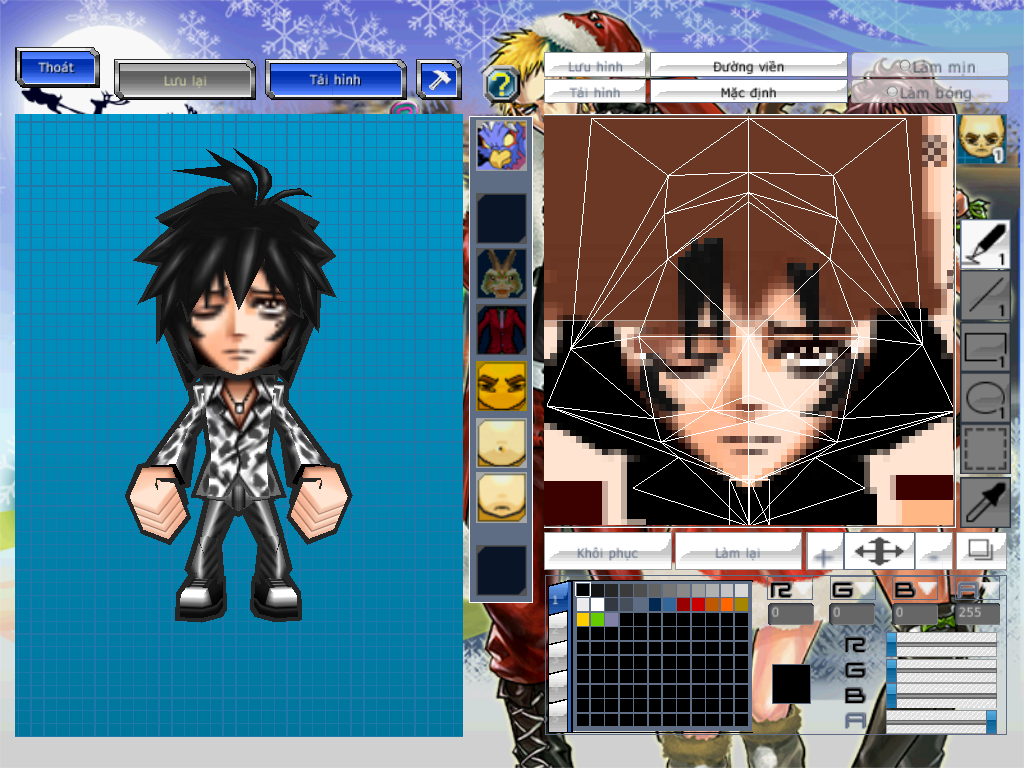 Thoát
Lưu lại
Tải hình
?
Lưu hình
Đường viền
Làm mịn
Tải hình
Mặc định
Làm bóng
1
1
1
1
1
Khôi phục
Làm lại
+
-
1
R
G
B
A
0
0
0
255
R
G
B
A